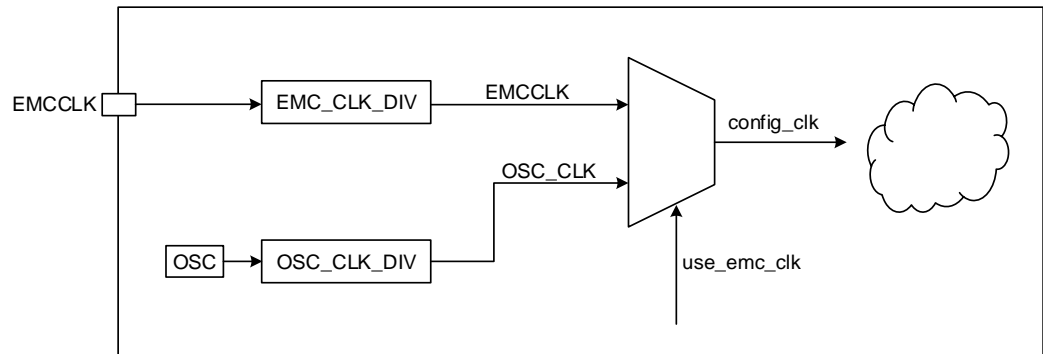 EMCCLK
EMC_CLK_DIV
EMCCLK
config_clk
OSC_CLK
OSC
OSC_CLK_DIV
use_emc_clk